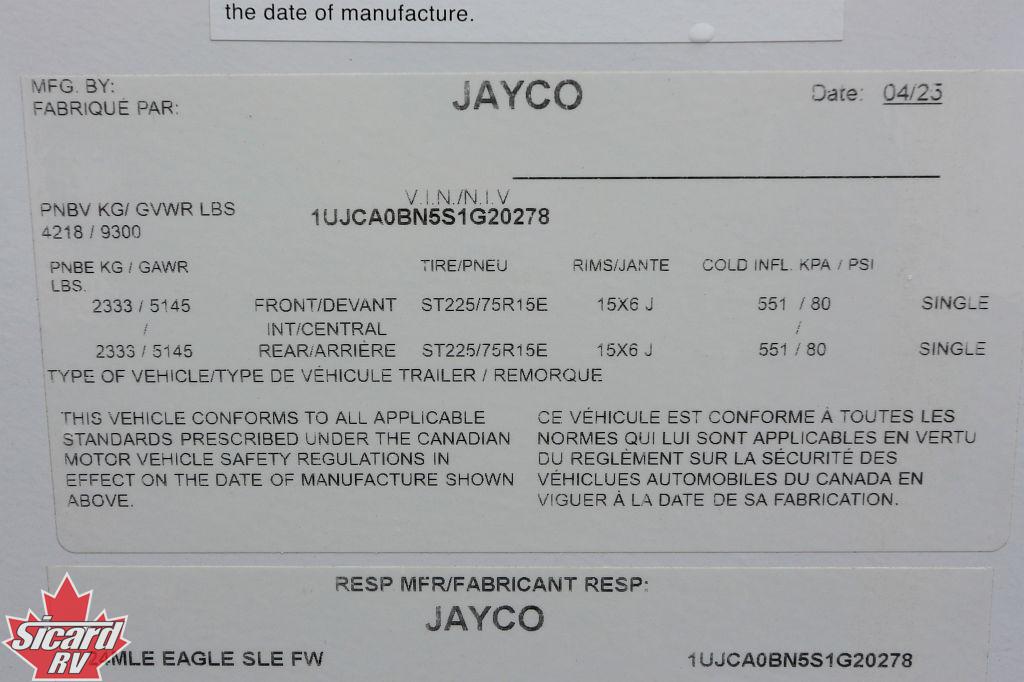 the date of manufacture.
MFG. BY:
FABRIQUÉ PAR:
JAYCO
Date: 04/25
V.I.N./N.I.V
PNBV KG/ GVWR LBS
1UJCA0BN5S1G20278
4218 / 9300
PNBE KG / GAWR TIRE/PNEU RIMS/JANTE COLD INFL. KPA / PSI
LBS.
2333 / 5145 FRONT/DEVANT ST225/75R15E 15X6 J 551 / 80 SINGLE
/ INT/CENTRAL /
2333 / 5145 REAR/ARRIÈRE ST225/75R15E 15X6 J 551 / 80 SINGLE
TYPE OF VEHICLE/TYPE DE VÉHICULE TRAILER / REMORQUE
THIS VEHICLE CONFORMS TO ALL APPLICABLE
STANDARDS PRESCRIBED UNDER THE CANADIAN
MOTOR VEHICLE SAFETY REGULATIONS IN
EFFECT ON THE DATE OF MANUFACTURE SHOWN
ABOVE.
CE VÉHICULE EST CONFORME À TOUTES LES
NORMES QUI LUI SONT APPLICABLES EN VERTU
DU REGLÈMENT SUR LA SÉCURITÉ DES
VÉHICLUES AUTOMOBILES DU CANADA EN
VIGUER À LA DATE DE SA FABRICATION.
RESP MFR/FABRICANT RESP:
JAYCO
24MLE EAGLE SLE FW 1UJCA0BN5S1G20278
Sicard
RV